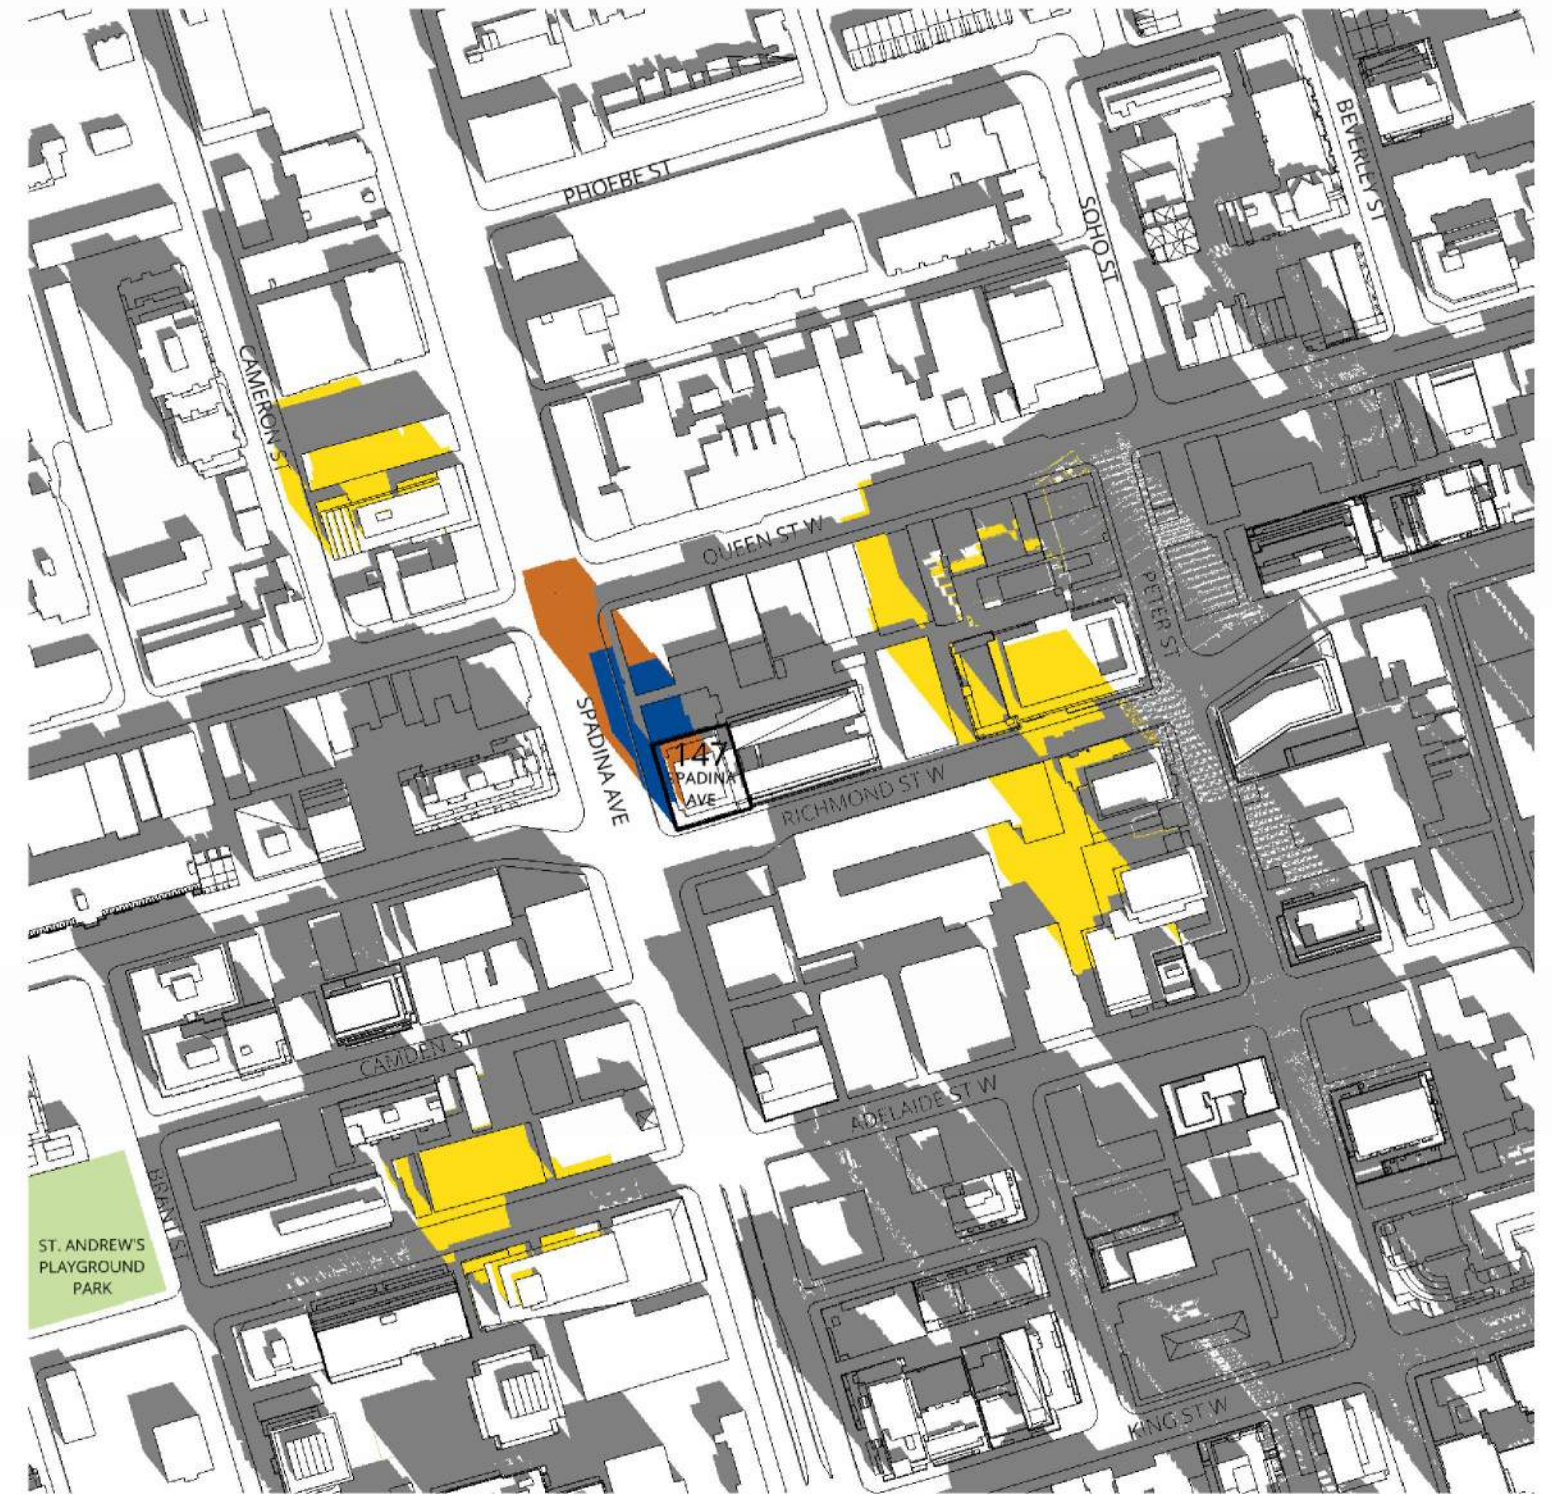 BEVERLEY ST
PHOEBE ST
SOHO ST
CAMERON ST
QUEEN ST W
PETER ST
SPADINA AVE
147
SPADINA
AVE
RICHMOND ST W
CAMDEN ST
ADELAIDE ST W
BRANT ST
ST. ANDREW'S
PLAYGROUND
PARK
KING ST W